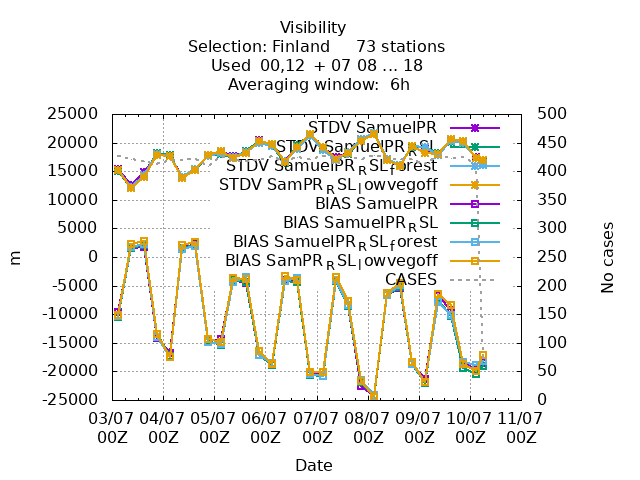 Visibility
Selection: Finland 73 stations
Used 00,12 + 07 08 ... 18
Averaging window: 6h
25000
20000
15000
10000
5000
0
-5000
-10000
-15000
-20000
-25000
m
500
450
400
350
300
250
200
150
100
50
0
No cases
STDV SamuelPR
STDV SamuelPR_RSL
STDV SamuelPR_RSL_forest
STDV SamPR_RSL_lowvegoff
BIAS SamuelPR
BIAS SamuelPR_RSL
BIAS SamuelPR_RSL_forest
BIAS SamPR_RSL_lowvegoff
CASES
03/07 04/07 05/07 06/07 07/07 08/07 09/07 10/07 11/07
00Z 00Z 00Z 00Z 00Z 00Z 00Z 00Z 00Z
Date